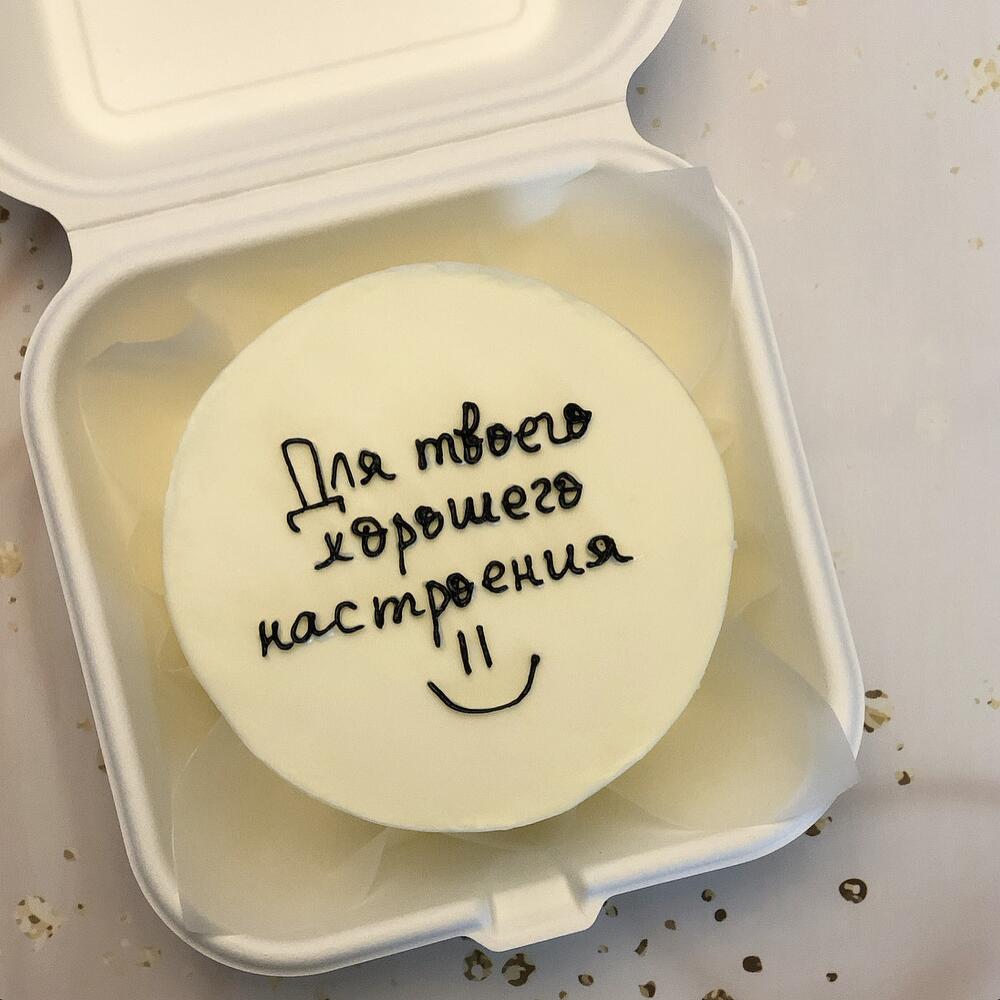 Для твоего
хорошего
настроения